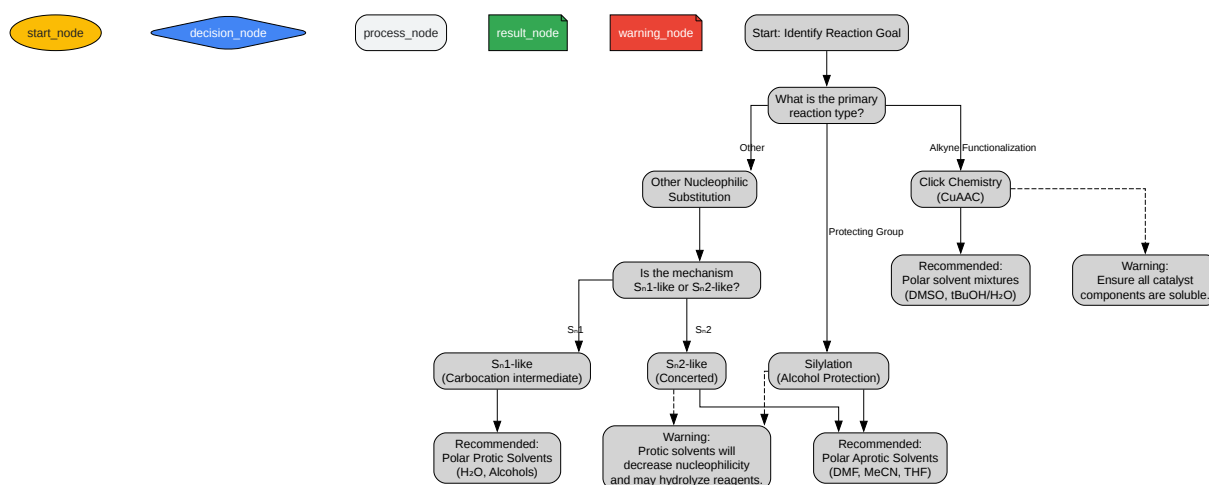 start_node
decision_node
process_node
result_node
warning_node
Start: Identify Reaction Goal
What is the primary
reaction type?
Other
Alkyne Functionalization
Other Nucleophilic
Substitution
Click Chemistry
(CuAAC)
Protecting Group
Is the mechanism
Sₙ1-like or Sₙ2-like?
Recommended:
Polar solvent mixtures
(DMSO, tBuOH/H₂O)
Warning:
Ensure all catalyst
components are soluble.
Sₙ1
Sₙ2
Sₙ1-like
(Carbocation intermediate)
Sₙ2-like
(Concerted)
Silylation
(Alcohol Protection)
Recommended:
Polar Protic Solvents
(H₂O, Alcohols)
Warning:
Protic solvents will
decrease nucleophilicity
and may hydrolyze reagents.
Recommended:
Polar Aprotic Solvents
(DMF, MeCN, THF)